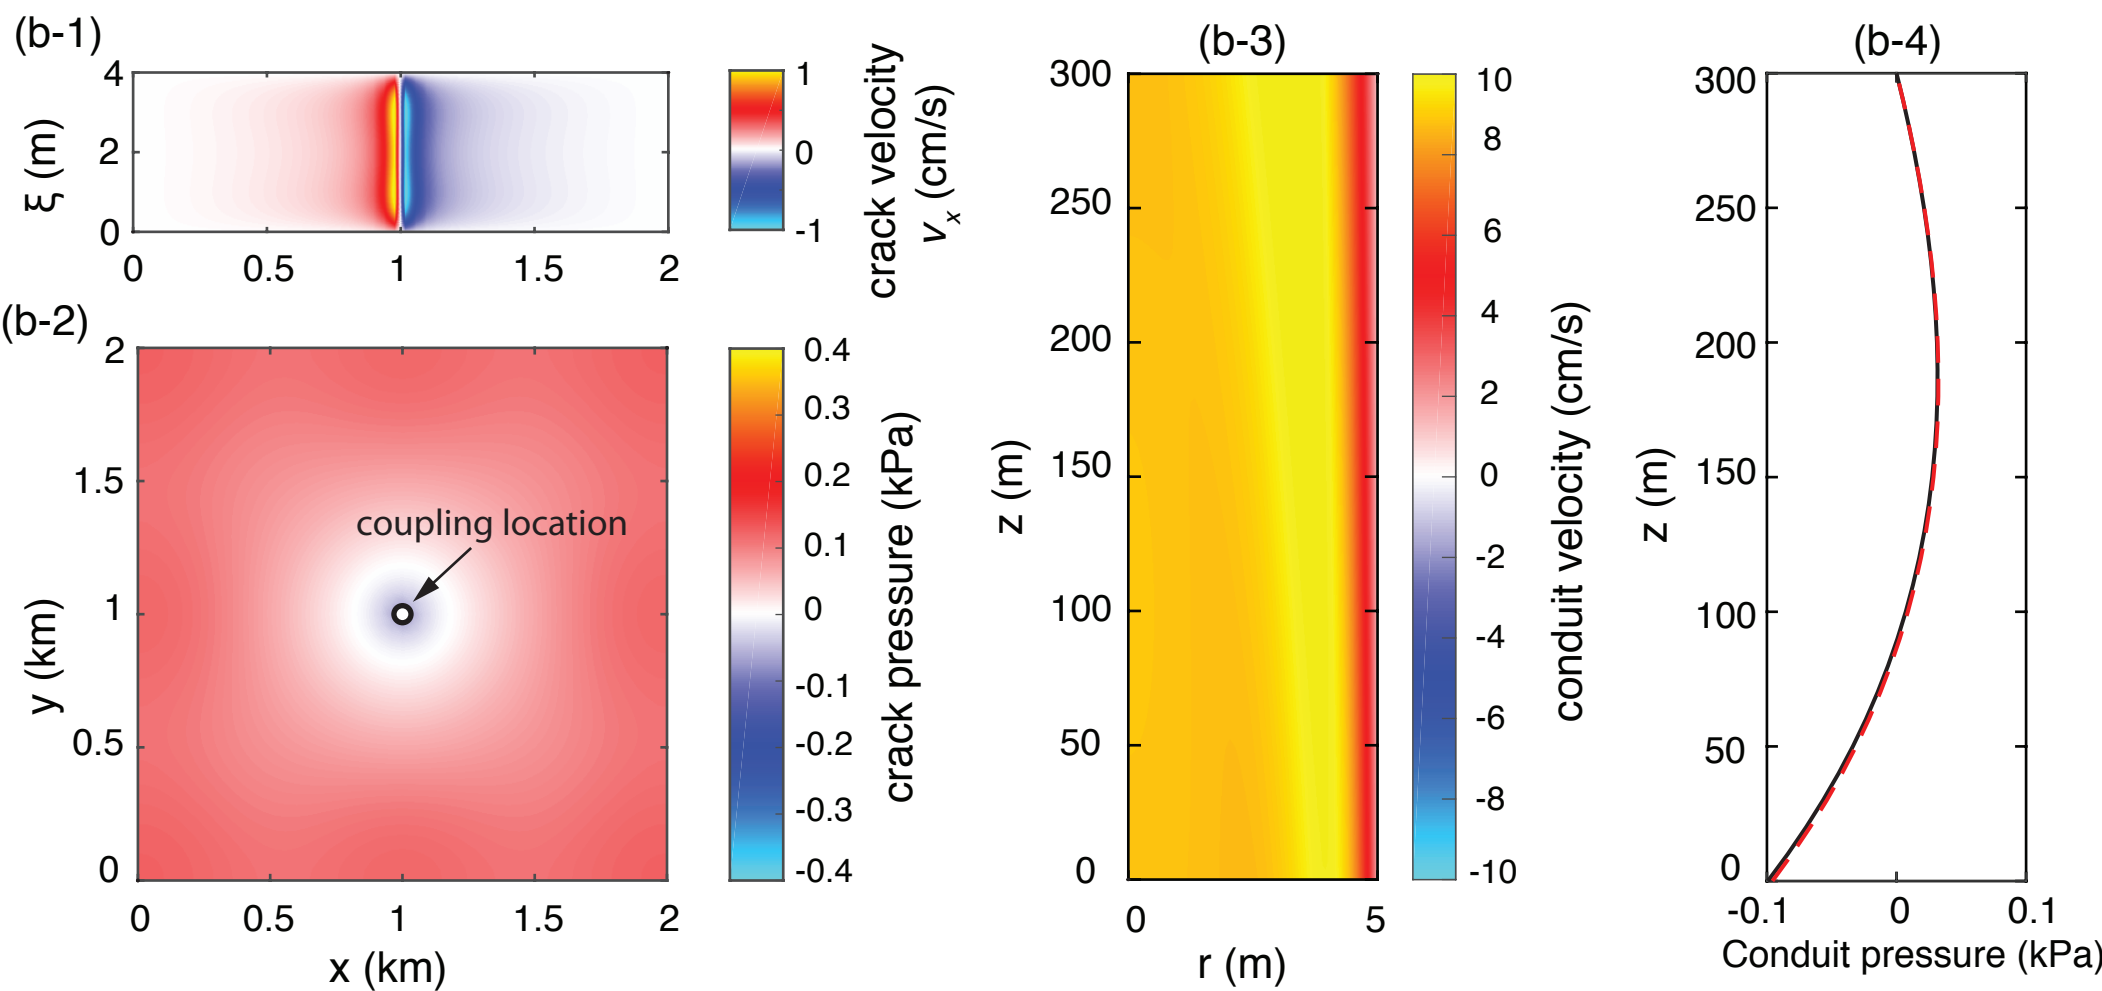 (b-1)
4
2
0
ξ (m)
0 0.5 1 1.5 2
1
0
-1
crack velocity
vₓ (cm/s)
(b-2)
2
1.5
1
0.5
0
y (km)
coupling location
0 0.5 1 1.5 2
x (km)
0.4
0.3
0.2
0.1
0
-0.1
-0.2
-0.3
-0.4
crack pressure (kPa)
(b-3)
300
250
200
150
100
50
0
z (m)
0 5
r (m)
10
8
6
4
2
0
-2
-4
-6
-8
-10
conduit velocity (cm/s)
(b-4)
300
250
200
150
100
50
0
z (m)
-0.1 0 0.1
Conduit pressure (kPa)